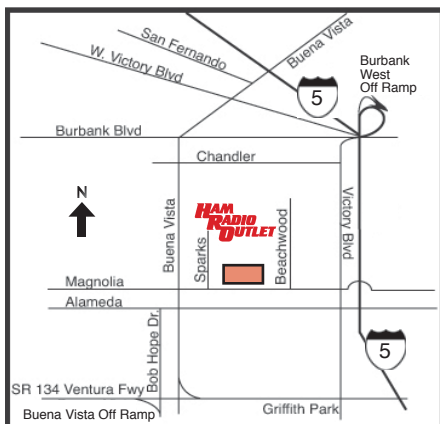 San Fernando
Buena Vista
W. Victory Blvd
Burbank
West
Off Ramp
5
Burbank Blvd
Chandler
N
HAM
RADIO
OUTLET
Buena Vista
Sparks
Beachwood
Victory Blvd
Magnolia
Alameda
Bob Hope Dr.
5
SR 134 Ventura Fwy
Buena Vista Off Ramp
Griffith Park